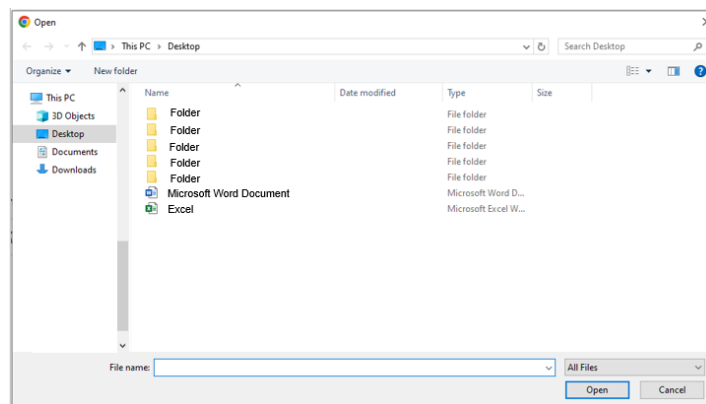 Open
This PC > Desktop
Search Desktop
Organize
New folder
?
This PC
3D Objects
Desktop
Documents
Downloads
Name Date modified Type Size
Folder File folder
Folder File folder
Folder File folder
Folder File folder
Folder File folder
Microsoft Word Document Microsoft Word D...
Excel Microsoft Excel W...
File name:
All Files
Open
Cancel